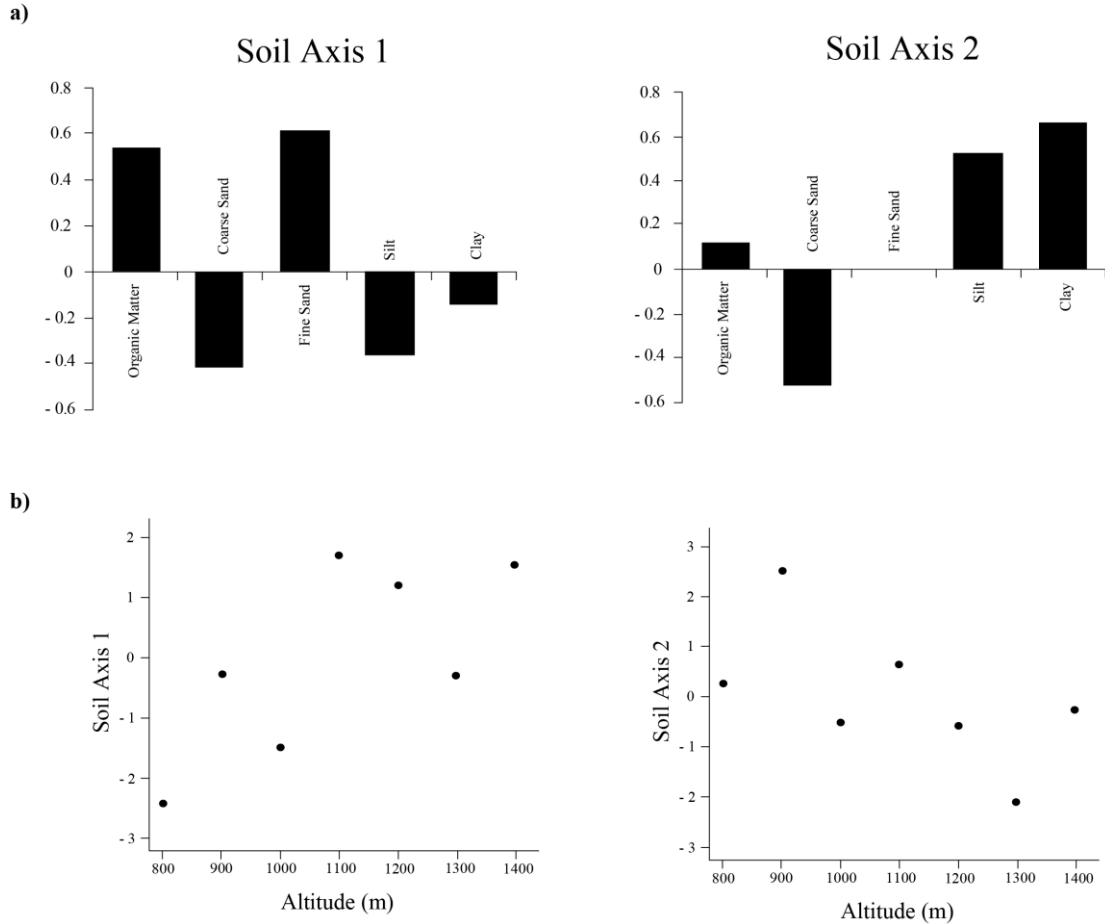 a)
Soil Axis 1
0.8
0.6
0.4
0.2
0
- 0.2
- 0.4
- 0.6
Organic Matter
Coarse Sand
Fine Sand
Silt
Clay
Soil Axis 2
0.8
0.6
0.4
0.2
0
- 0.2
- 0.4
- 0.6
Organic Matter
Coarse Sand
Fine Sand
Silt
Clay
b)
Soil Axis 1
2
1
0
- 1
- 2
- 3
800 900 1000 1100 1200 1300 1400
Altitude (m)
Soil Axis 2
3
2
1
0
- 1
- 2
- 3
800 900 1000 1100 1200 1300 1400
Altitude (m)